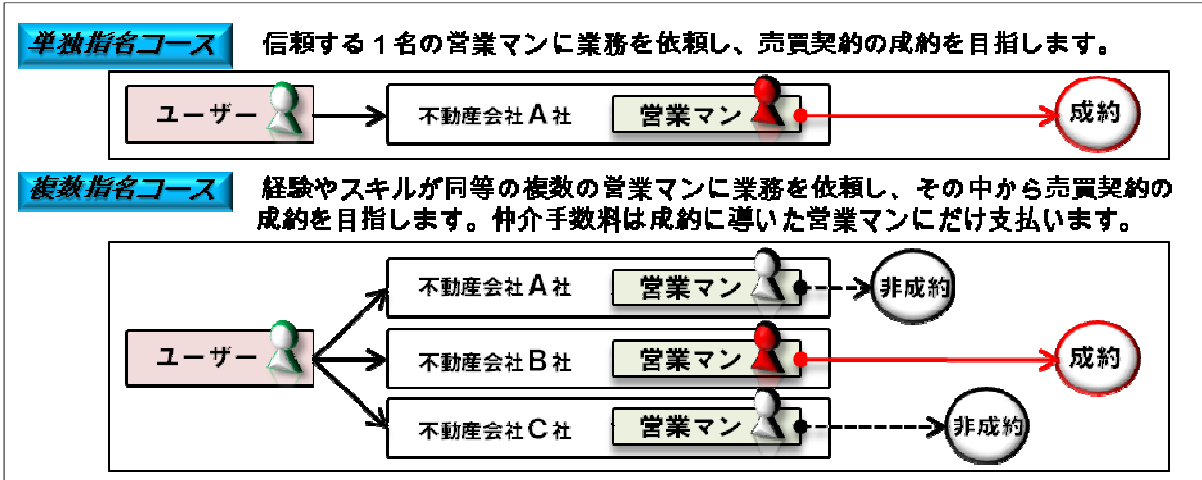 単独指名コース
信頼する1名の営業マンに業務を依頼し、売買契約の成約を目指します。
ユーザー
不動産会社A社
営業マン
成約
複数指名コース
経験やスキルが同等の複数の営業マンに業務を依頼し、その中から売買契約の
成約を目指します。仲介手数料は成約に導いた営業マンにだけ支払います。
不動産会社A社
営業マン
非成約
ユーザー
不動産会社B社
営業マン
成約
不動産会社C社
営業マン
非成約